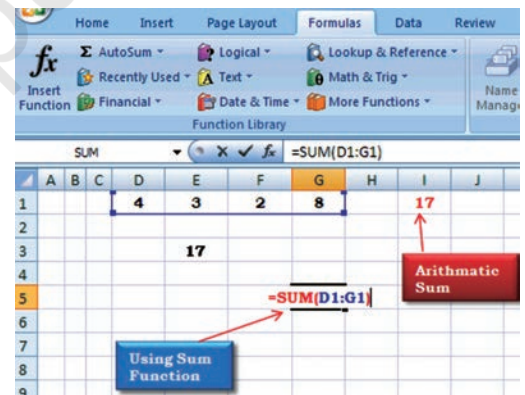 Home Insert Page Layout Formulas Data Review
Σ AutoSum Logical Lookup & Reference
fx Recently Used Text Math & Trig
Insert Function Financial Date & Time More Functions
Name
Manag
Function Library
SUM fx =SUM(D1:G1)
A B C D E F G H I J
1 4 3 2 8 17
2
3 17
4
Arithmatic
Sum
5 =SUM(D1:G1)
6
7
Using Sum
Function
8
9